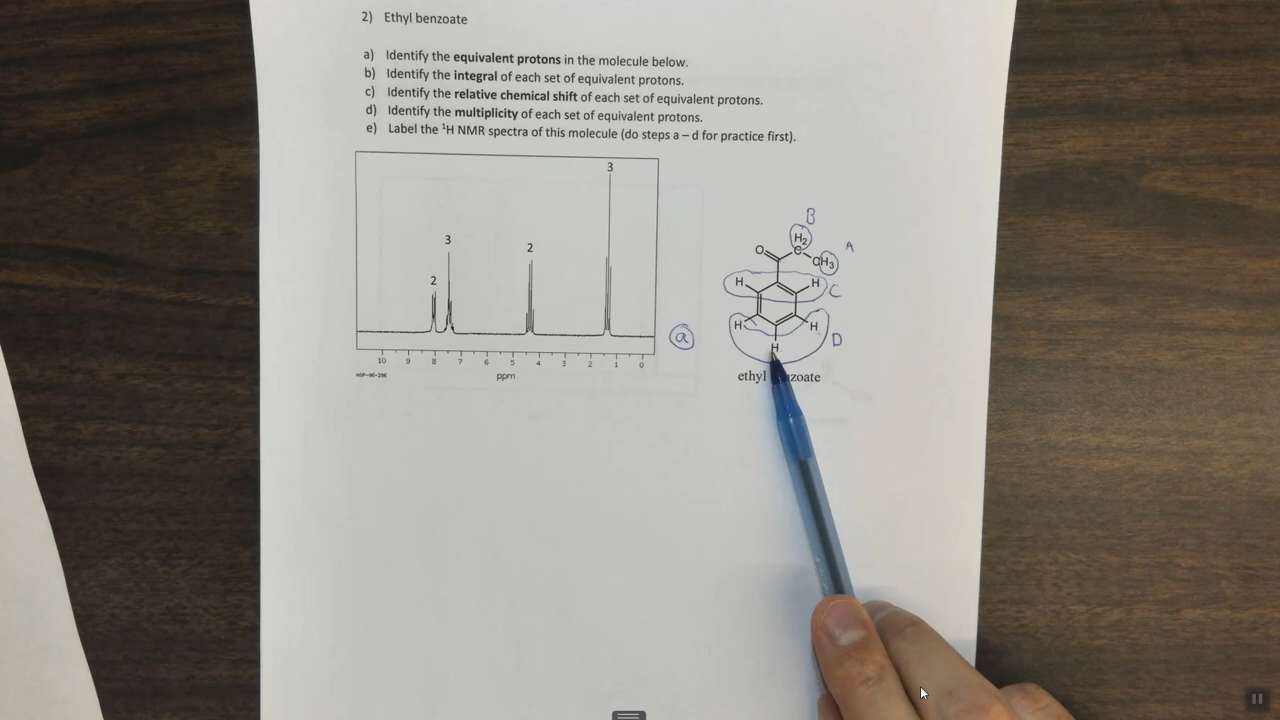 2) Ethyl benzoate
a) Identify the equivalent protons in the molecule below.
b) Identify the integral of each set of equivalent protons.
c) Identify the relative chemical shift of each set of equivalent protons.
d) Identify the multiplicity of each set of equivalent protons.
e) Label the ¹H NMR spectra of this molecule (do steps a – d for practice first).
3
3
2
2
10 9 8 7 6 5 4 3 2 1 0
ppm
a
B
H₂
A
O
C
CH₃
H
H
C
H
H
D
H
ethyl